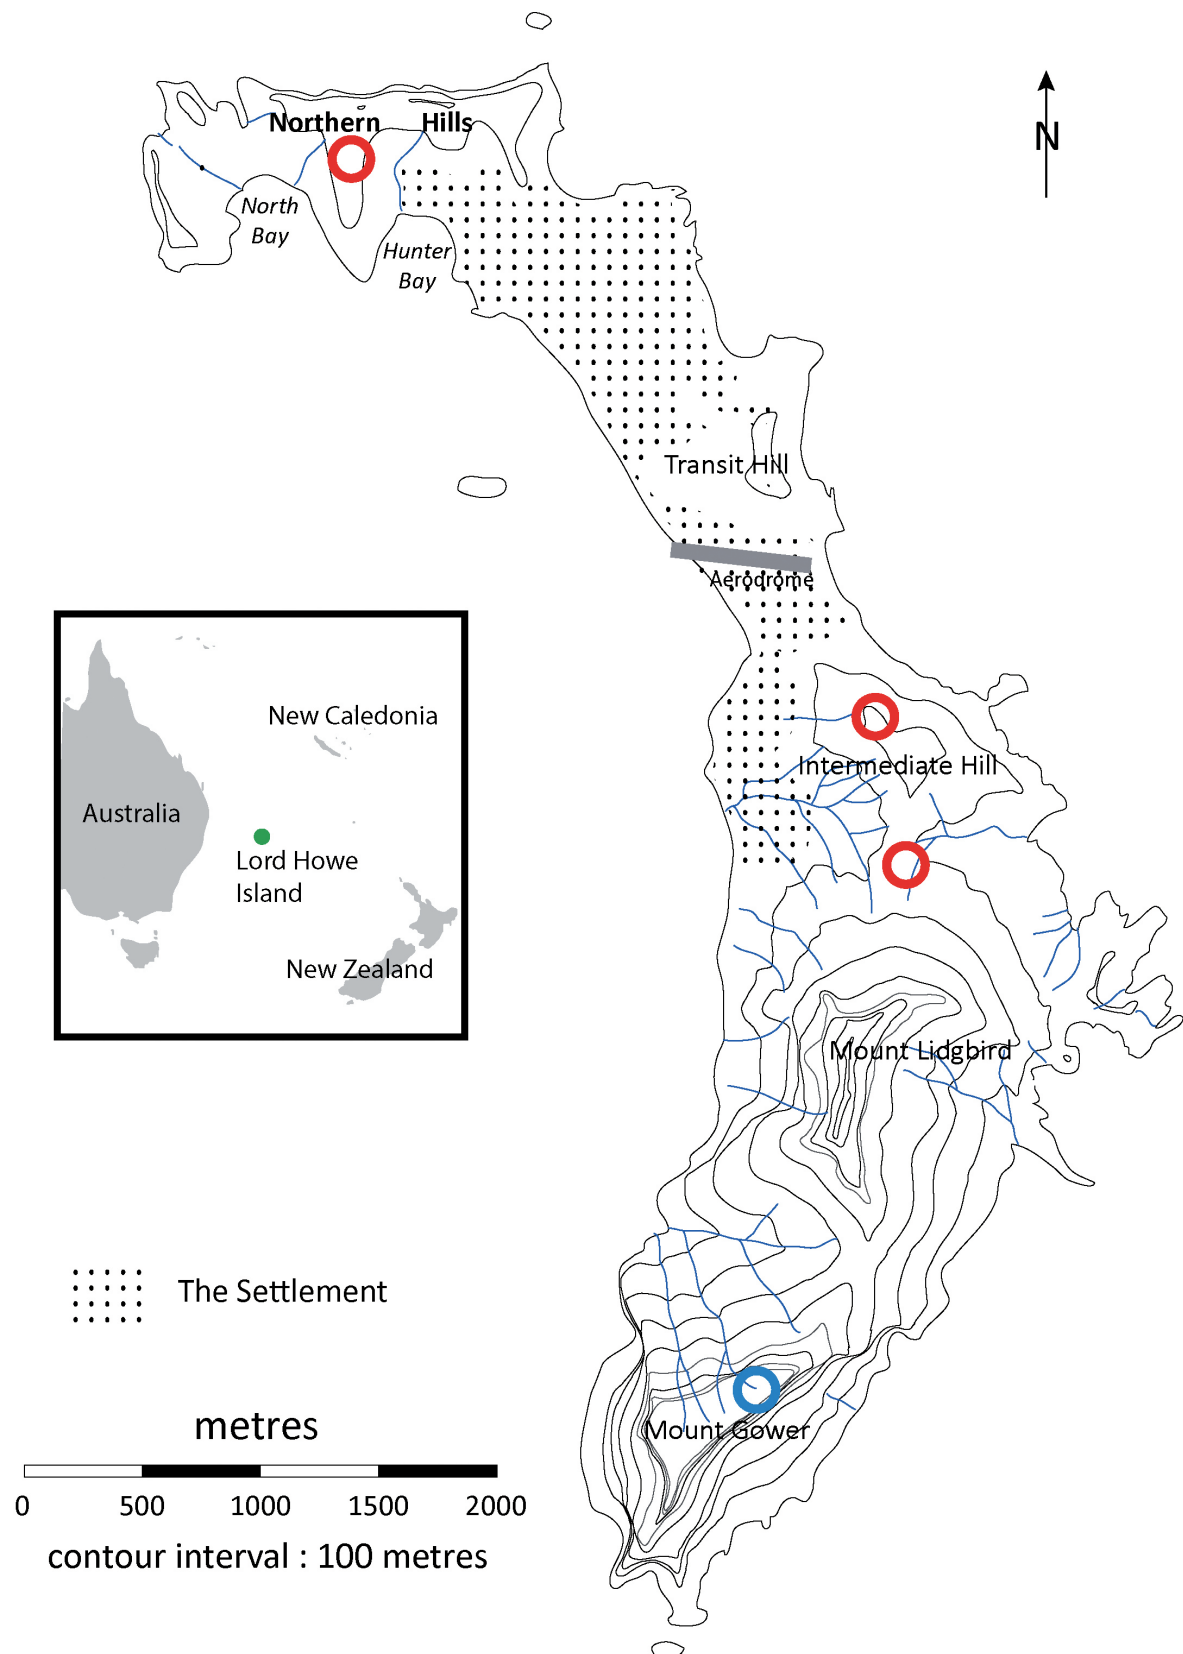 Northern Hills
N
North
Bay
Hunter
Bay
Transit Hill
Aerodrome
New Caledonia
Intermediate Hill
Australia
Lord Howe
Island
New Zealand
Mount Lidgbird
The Settlement
metres
Mount Gower
0 500 1000 1500 2000
contour interval : 100 metres